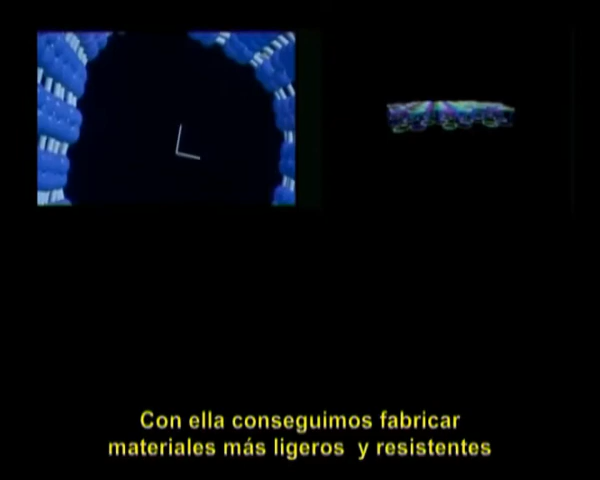 Con ella conseguimos fabricar
materiales más ligeros y resistentes